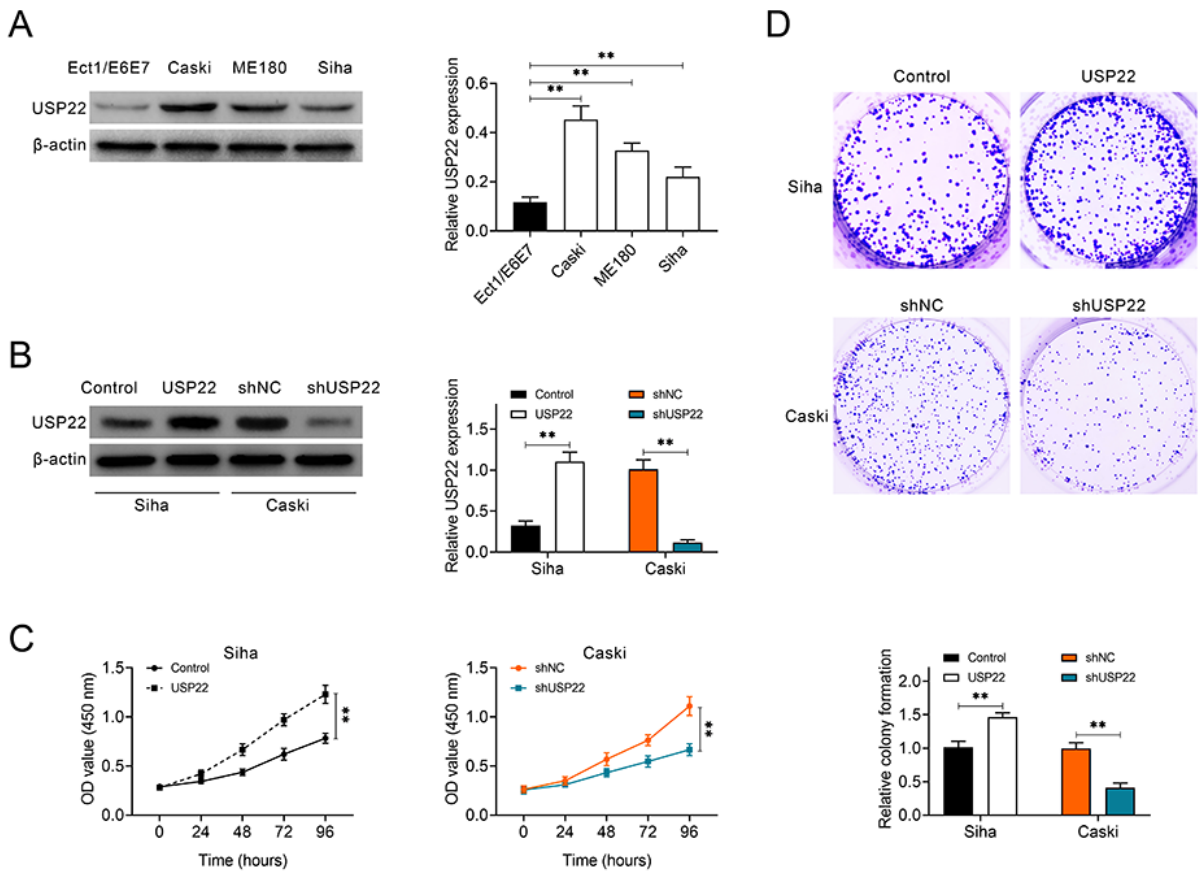 A
Ect1/E6E7 Caski ME180 Siha
USP22
β-actin
Relative USP22 expression
0.6
0.4
0.2
0.0
** ** **
Ect1/E6E7 Caski ME180 Siha
B
Control USP22 shNC shUSP22
USP22
β-actin
Siha Caski
Control shNC
USP22 shUSP22
Relative USP22 expression
1.5
1.0
0.5
0.0
** **
Siha Caski
C
Siha
Control
USP22
OD value (450 nm)
1.5
1.0
0.5
0.0
**
0 24 48 72 96
Time (hours)
Caski
shNC
shUSP22
OD value (450 nm)
1.5
1.0
0.5
0.0
**
0 24 48 72 96
Time (hours)
D
Control USP22
Siha
shNC shUSP22
Caski
Control shNC
USP22 shUSP22
Relative colony formation
2.0
1.5
1.0
0.5
0.0
** **
Siha Caski